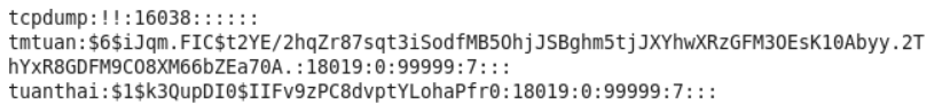 tcpdump:!!:16038::::::
tmtuan:$6$iJqm.FIC$t2YE/2hqZr87sqt3iSodfMB5OhjJSBghm5tjJXYhwXRzGFM3OEsK10Abyy.2T
hYxR8GDFM9CO8XM66bZEa70A.:18019:0:99999:7:::
tuanthai:$1$k3QupDI0$IIFv9zPC8dvptYLohaPfr0:18019:0:99999:7:::